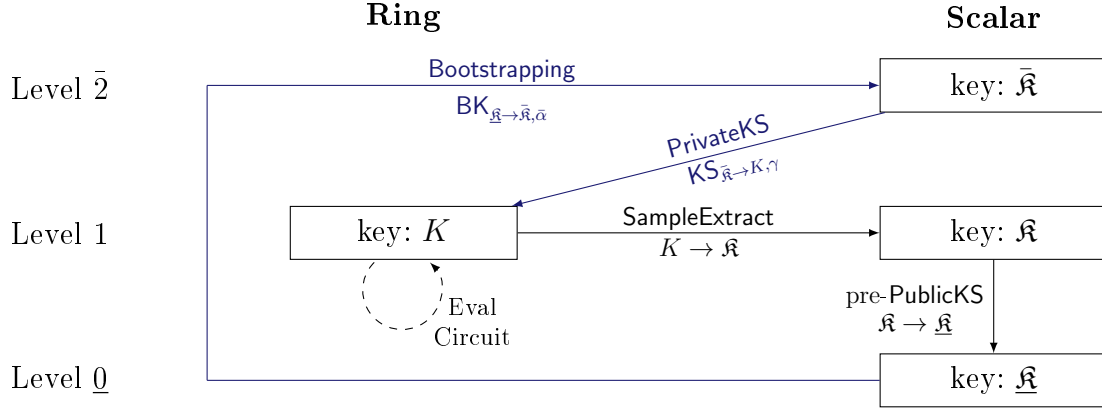 Ring Scalar
Level 2̄
Bootstrapping
BK_{𝔎̲→𝔎̄,ᾱ}
key: 𝔎̄
PrivateKS
KS_{𝔎̄→K,γ}
Level 1
key: K
SampleExtract
K → 𝔎
key: 𝔎
Eval
Circuit
pre-PublicKS
𝔎 → 𝔎̲
Level 0̲
key: 𝔎̲